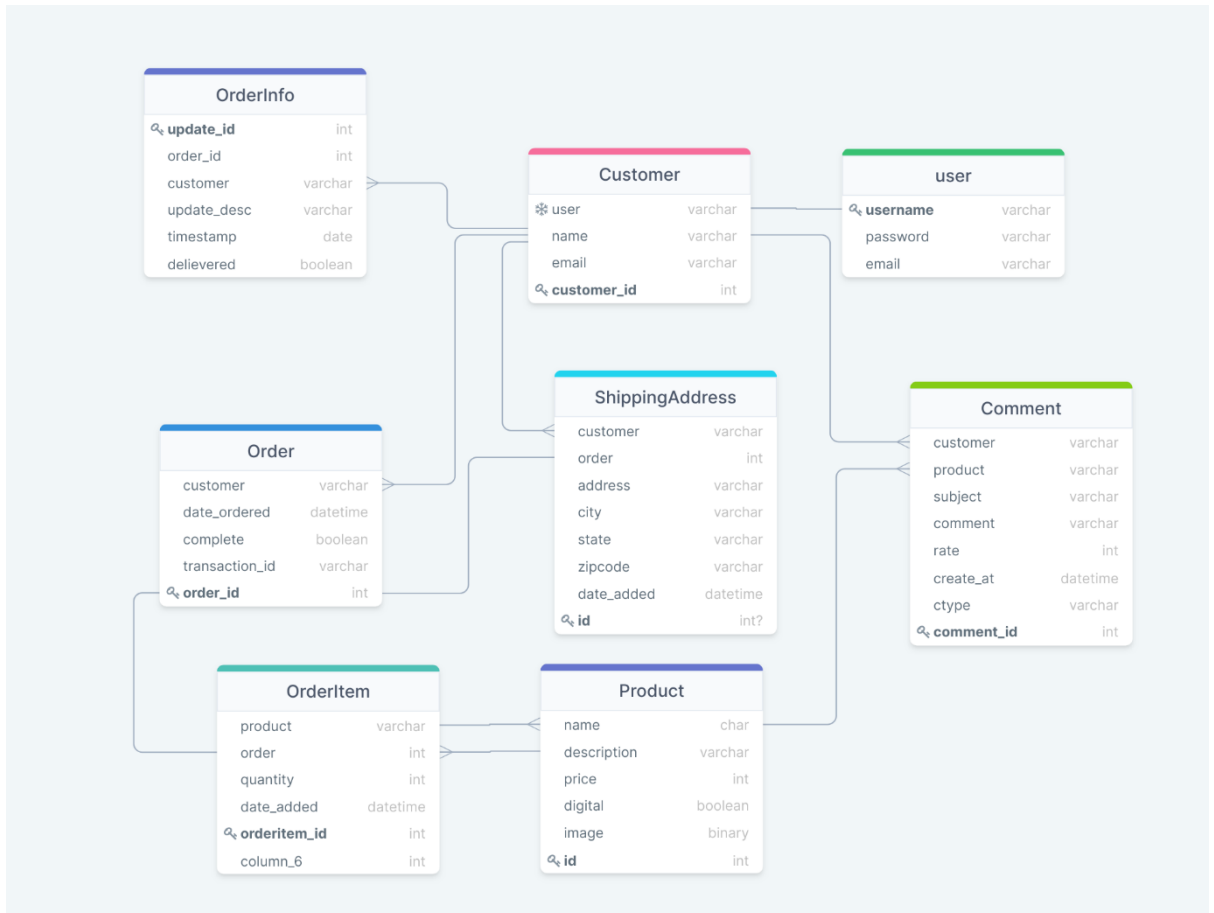 OrderInfo
update_id int
order_id int
customer varchar
update_desc varchar
timestamp date
delievered boolean
Customer
user varchar
name varchar
email varchar
customer_id int
user
username varchar
password varchar
email varchar
ShippingAddress
customer varchar
order int
address varchar
city varchar
state varchar
zipcode varchar
date_added datetime
id int?
Comment
customer varchar
product varchar
subject varchar
comment varchar
rate int
create_at datetime
ctype varchar
comment_id int
Order
customer varchar
date_ordered datetime
complete boolean
transaction_id varchar
order_id int
OrderItem
product varchar
order int
quantity int
date_added datetime
orderitem_id int
column_6 int
Product
name char
description varchar
price int
digital boolean
image binary
id int